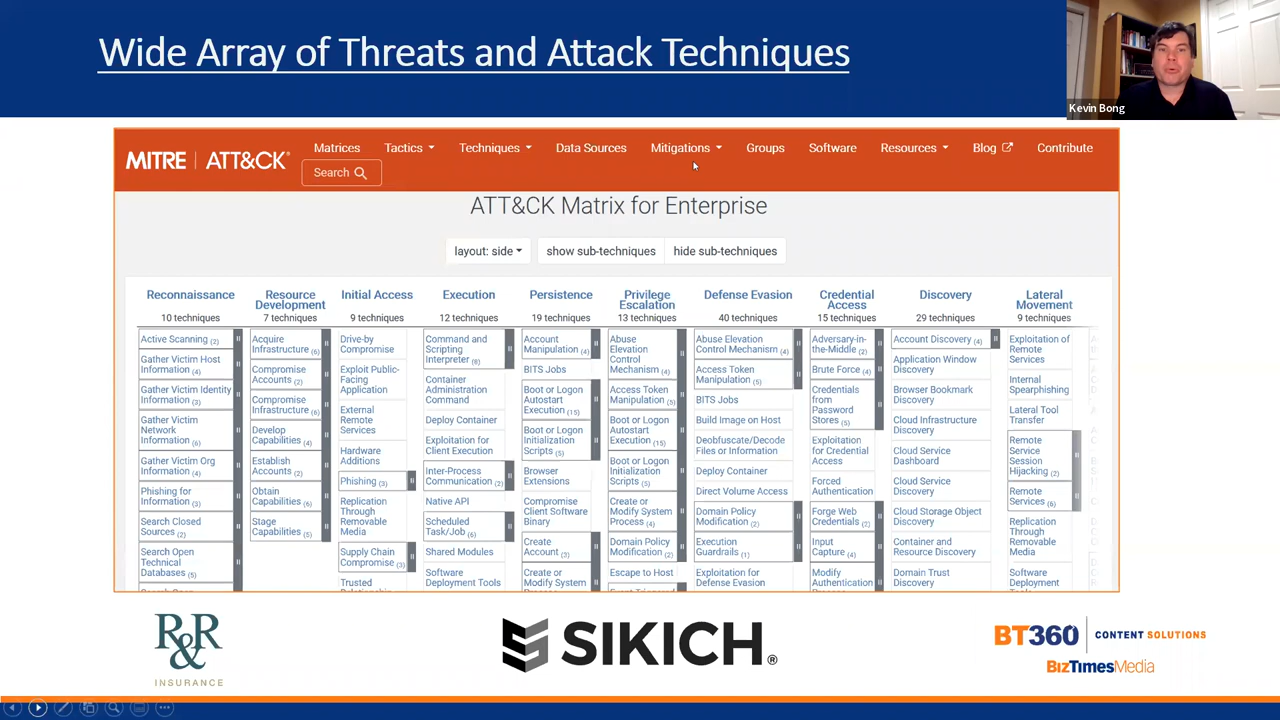 Wide Array of Threats and Attack Techniques
Kevin Bong
MITRE | ATT&CK®
Matrices
Tactics
Techniques
Data Sources
Mitigations
Groups
Software
Resources
Blog
Contribute
Search
ATT&CK Matrix for Enterprise
layout: side
show sub-techniques
hide sub-techniques
Reconnaissance
10 techniques
Active Scanning (2)
Gather Victim Host
Information (4)
Gather Victim Identity
Information (3)
Gather Victim
Network
Information (6)
Gather Victim Org
Information (4)
Phishing for
Information (3)
Search Closed
Sources (2)
Search Open
Technical
Databases (5)
Resource
Development
7 techniques
Acquire
Infrastructure (6)
Compromise
Accounts (2)
Compromise
Infrastructure (6)
Develop
Capabilities (4)
Establish
Accounts (2)
Obtain
Capabilities (6)
Stage
Capabilities (5)
Initial Access
9 techniques
Drive-by
Compromise
Exploit Public-
Facing
Application
External
Remote
Services
Hardware
Additions
Phishing (3)
Replication
Through
Removable
Media
Supply Chain
Compromise (3)
Trusted
Execution
12 techniques
Command and
Scripting
Interpreter (8)
Container
Administration
Command
Deploy Container
Exploitation for
Client Execution
Inter-Process
Communication (2)
Native API
Scheduled
Task/Job (6)
Shared Modules
Software
Deployment Tools
Persistence
19 techniques
Account
Manipulation (4)
BITS Jobs
Boot or Logon
Autostart
Execution (15)
Boot or Logon
Initialization
Scripts (5)
Browser
Extensions
Compromise
Client Software
Binary
Create
Account (3)
Create or
Modify System
Privilege
Escalation
13 techniques
Abuse
Elevation
Control
Mechanism (4)
Access Token
Manipulation (5)
Boot or Logon
Autostart
Execution (15)
Boot or Logon
Initialization
Scripts (5)
Create or
Modify System
Process (4)
Domain Policy
Modification (2)
Escape to Host
Defense Evasion
40 techniques
Abuse Elevation
Control Mechanism (4)
Access Token
Manipulation (5)
BITS Jobs
Build Image on Host
Deobfuscate/Decode
Files or Information
Deploy Container
Direct Volume Access
Domain Policy
Modification (2)
Execution
Guardrails (1)
Exploitation for
Defense Evasion
Credential
Access
15 techniques
Adversary-in-
the-Middle (2)
Brute Force (4)
Credentials
from
Password
Stores (5)
Exploitation
for Credential
Access
Forced
Authentication
Forge Web
Credentials (2)
Input
Capture (4)
Modify
Authentication
Discovery
29 techniques
Account Discovery (4)
Application Window
Discovery
Browser Bookmark
Discovery
Cloud Infrastructure
Discovery
Cloud Service
Dashboard
Cloud Service
Discovery
Cloud Storage Object
Discovery
Container and
Resource Discovery
Domain Trust
Discovery
Lateral
Movement
9 techniques
Exploitation of
Remote
Services
Internal
Spearphishing
Lateral Tool
Transfer
Remote
Service
Session
Hijacking (2)
Remote
Services (6)
Replication
Through
Removable
Media
Software
Deployment
R&R
INSURANCE
SIKICH®
BT360 | CONTENT SOLUTIONS
BizTimesMedia